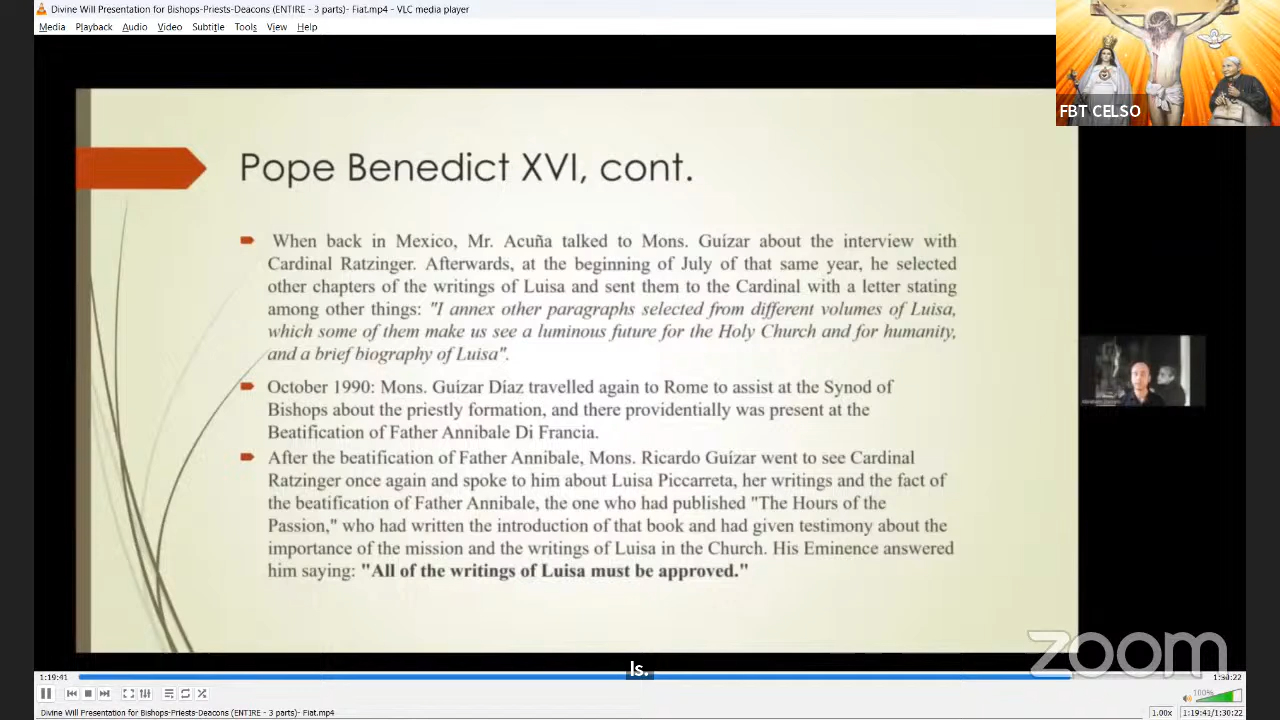 Divine Will Presentation for Bishops-Priests-Deacons (ENTIRE - 3 parts)- Fiat.mp4 - VLC media player
Media Playback Audio Video Subtitle Tools View Help
FBT CELSO
Pope Benedict XVI, cont.
When back in Mexico, Mr. Acuña talked to Mons. Guízar about the interview with
Cardinal Ratzinger. Afterwards, at the beginning of July of that same year, he selected
other chapters of the writings of Luisa and sent them to the Cardinal with a letter stating
among other things: "I annex other paragraphs selected from different volumes of Luisa,
which some of them make us see a luminous future for the Holy Church and for humanity,
and a brief biography of Luisa".
October 1990: Mons. Guízar Díaz travelled again to Rome to assist at the Synod of
Bishops about the priestly formation, and there providentially was present at the
Beatification of Father Annibale Di Francia.
After the beatification of Father Annibale, Mons. Ricardo Guízar went to see Cardinal
Ratzinger once again and spoke to him about Luisa Piccarreta, her writings and the fact of
the beatification of Father Annibale, the one who had published "The Hours of the
Passion," who had written the introduction of that book and had given testimony about the
importance of the mission and the writings of Luisa in the Church. His Eminence answered
him saying: "All of the writings of Luisa must be approved."
zoom
Is.
1:19:41
1:30:22
100%
Divine Will Presentation for Bishops-Priests-Deacons (ENTIRE - 3 parts)- Fiat.mp4
1.00x 1:19:41/1:30:22